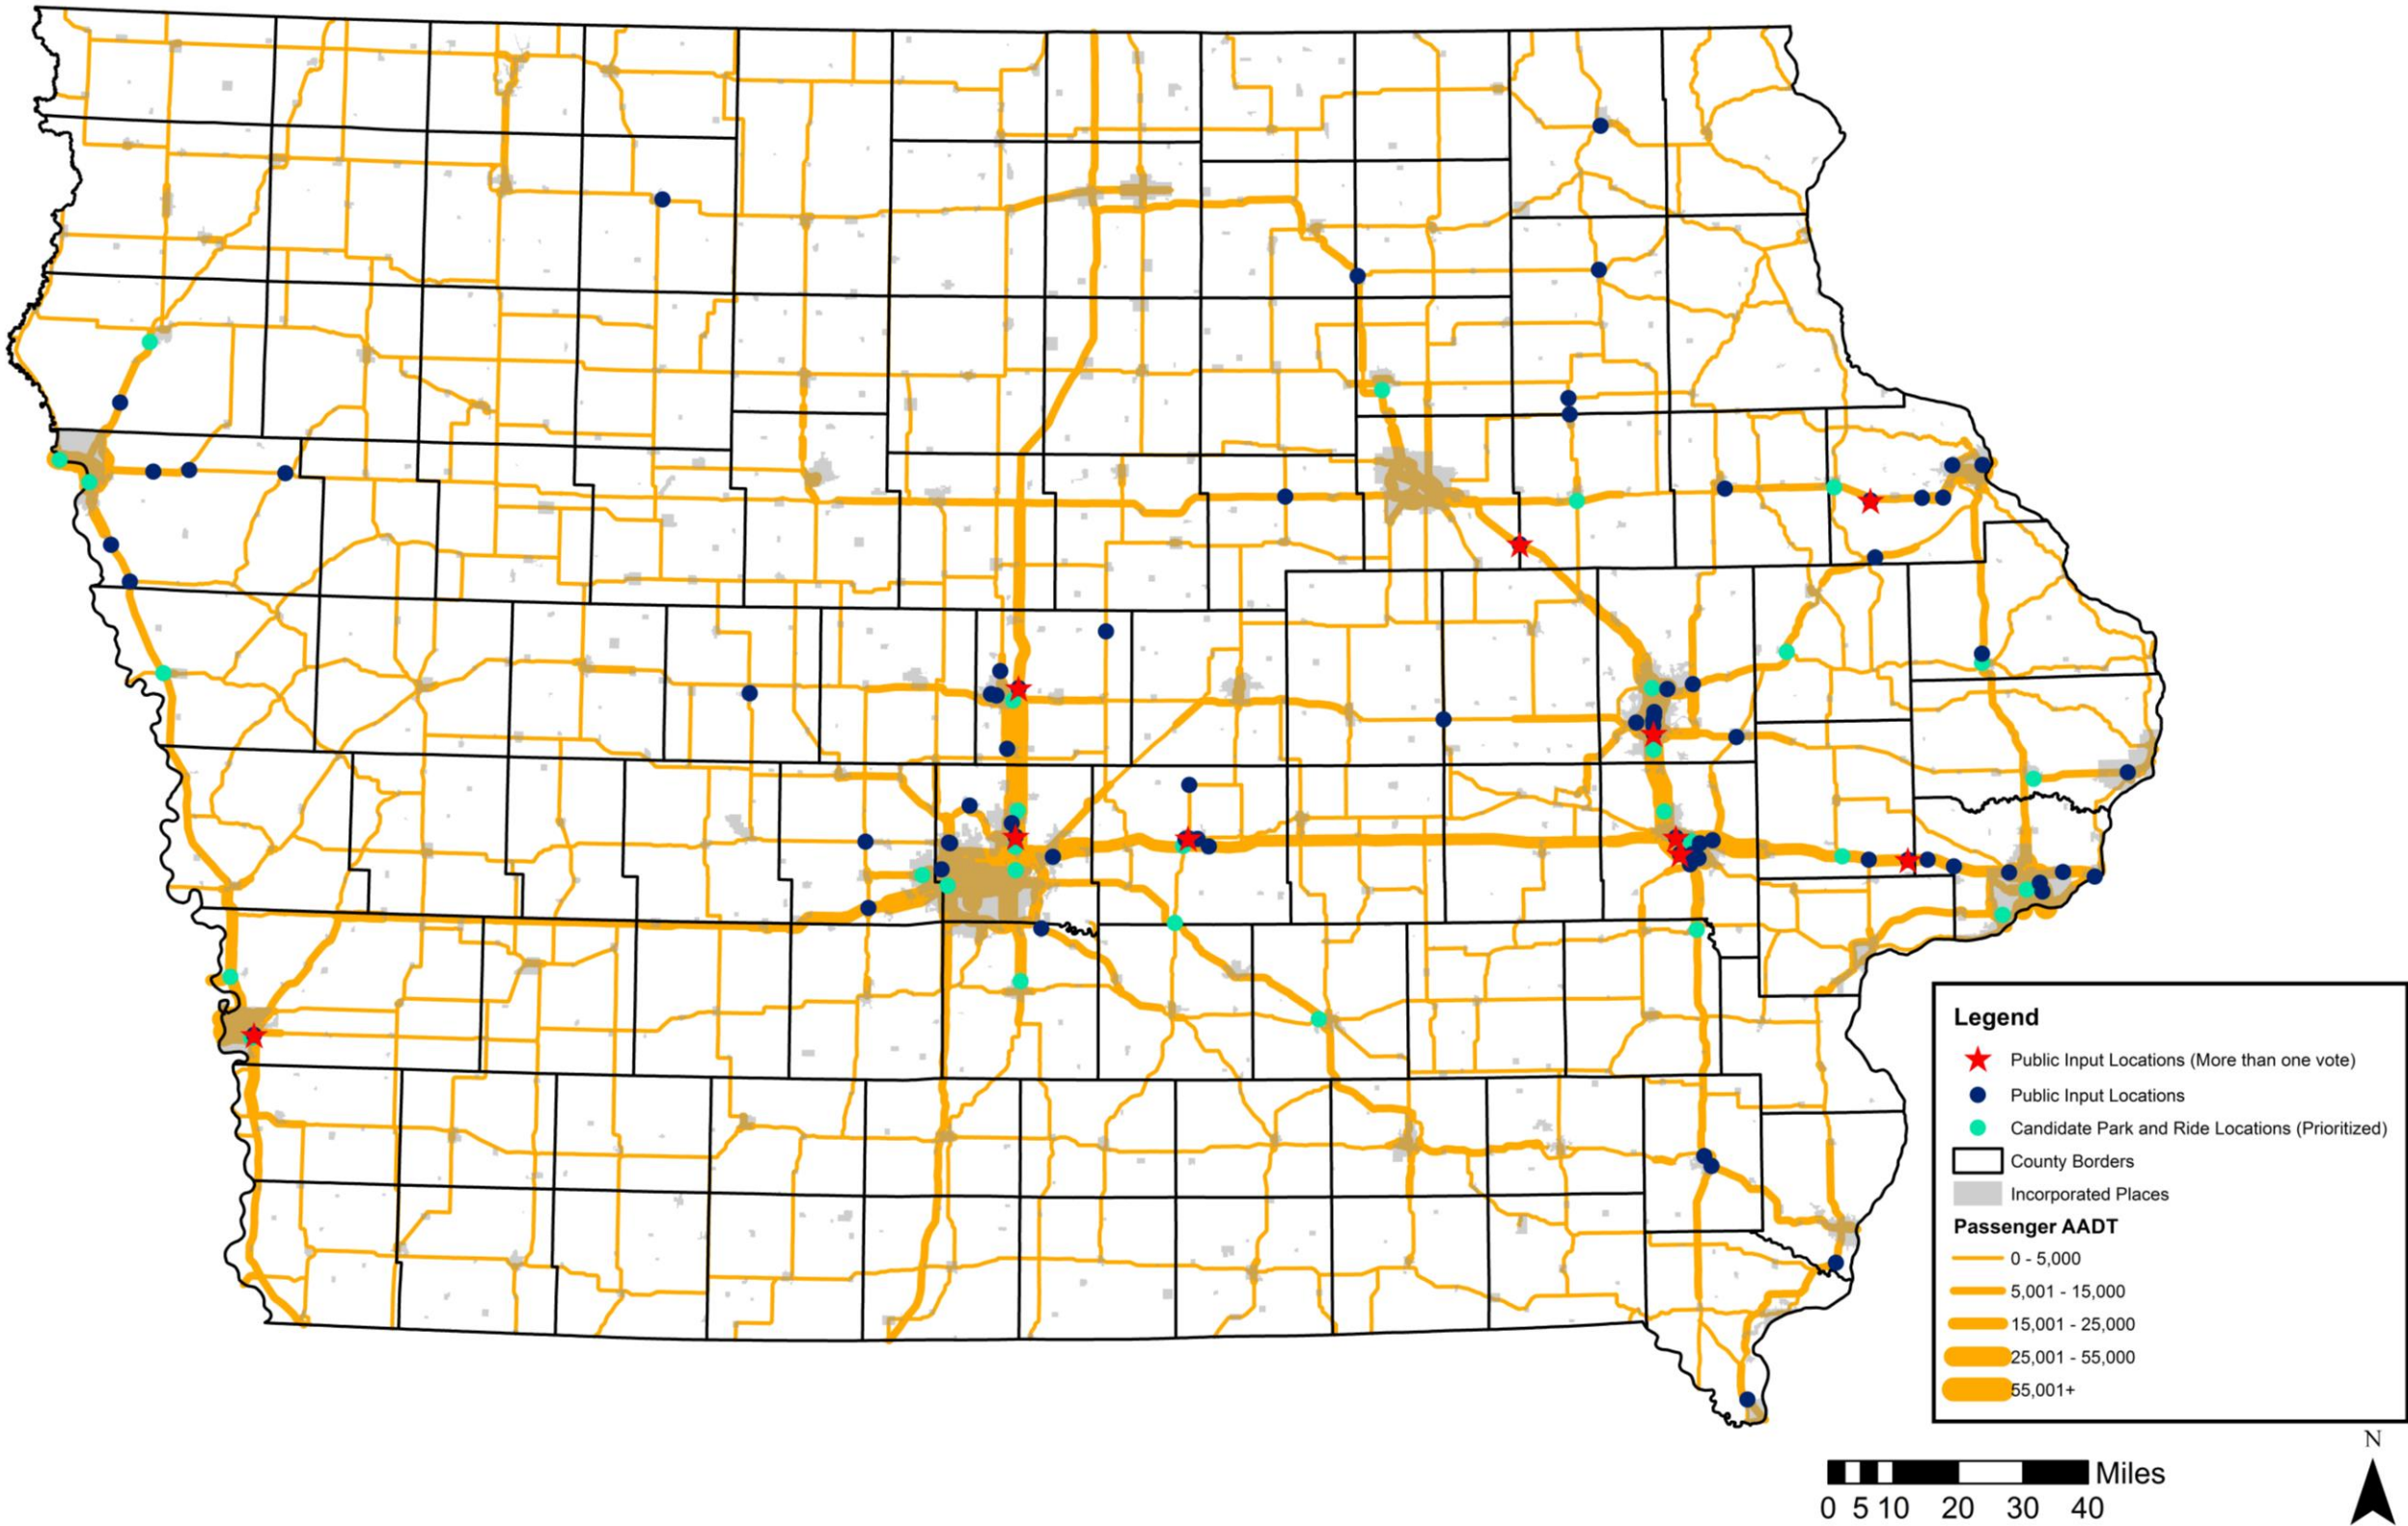 Legend
Public Input Locations (More than one vote)
Public Input Locations
Candidate Park and Ride Locations (Prioritized)
County Borders
Incorporated Places
Passenger AADT
0 - 5,000
5,001 - 15,000
15,001 - 25,000
25,001 - 55,000
55,001+
N
Miles
0 5 10 20 30 40